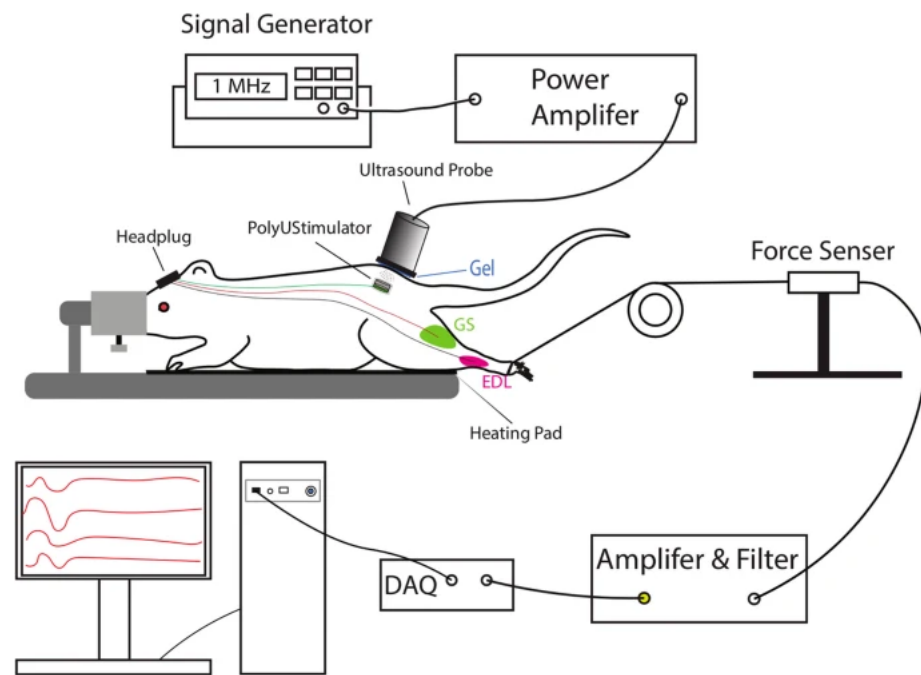 Signal Generator
1 MHz
Power
Amplifer
Ultrasound Probe
PolyUStimulator
Headplug
Gel
Force Senser
GS
EDL
Heating Pad
Amplifer & Filter
DAQ